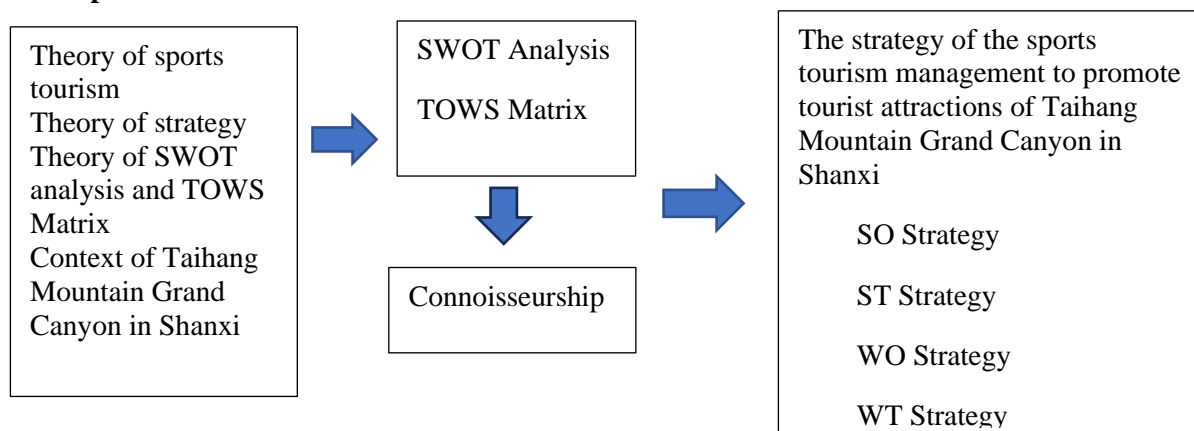 Theory of sports
tourism
Theory of strategy
Theory of SWOT
analysis and TOWS
Matrix
Context of Taihang
Mountain Grand
Canyon in Shanxi
SWOT Analysis
TOWS Matrix
Connoisseurship
The strategy of the sports
tourism management to promote
tourist attractions of Taihang
Mountain Grand Canyon in
Shanxi
SO Strategy
ST Strategy
WO Strategy
WT Strategy